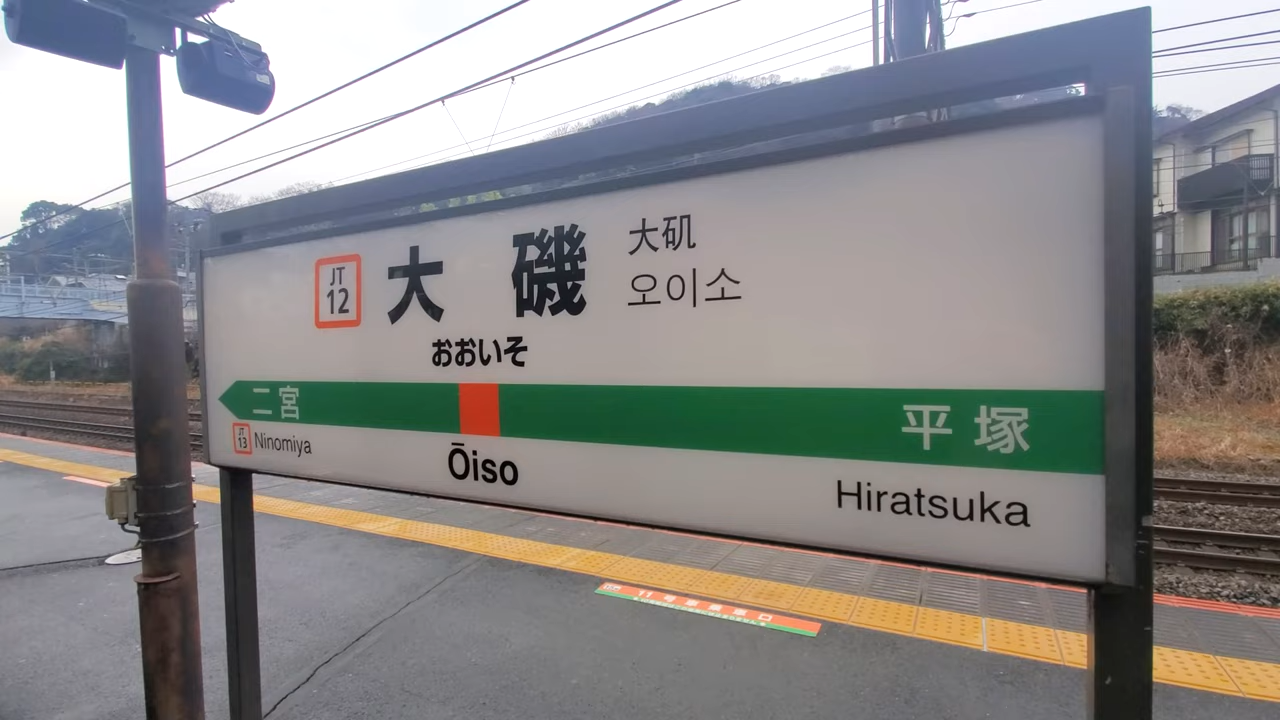 JT
12
大磯
大矶
오이소
おおいそ
二宮
平塚
JT
13
Ninomiya
Ōiso
Hiratsuka